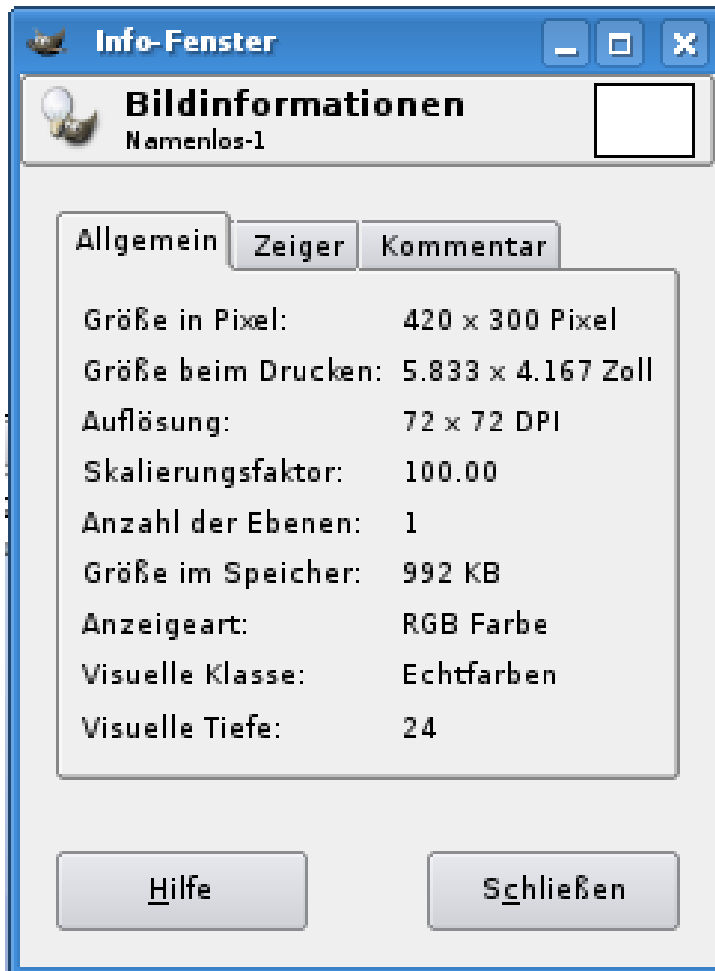 Info-Fenster
Bildinformationen
Namenlos-1
Allgemein Zeiger Kommentar
Größe in Pixel: 420 x 300 Pixel
Größe beim Drucken: 5.833 x 4.167 Zoll
Auflösung: 72 x 72 DPI
Skalierungsfaktor: 100.00
Anzahl der Ebenen: 1
Größe im Speicher: 992 KB
Anzeigeart: RGB Farbe
Visuelle Klasse: Echtfarben
Visuelle Tiefe: 24
Hilfe Schließen